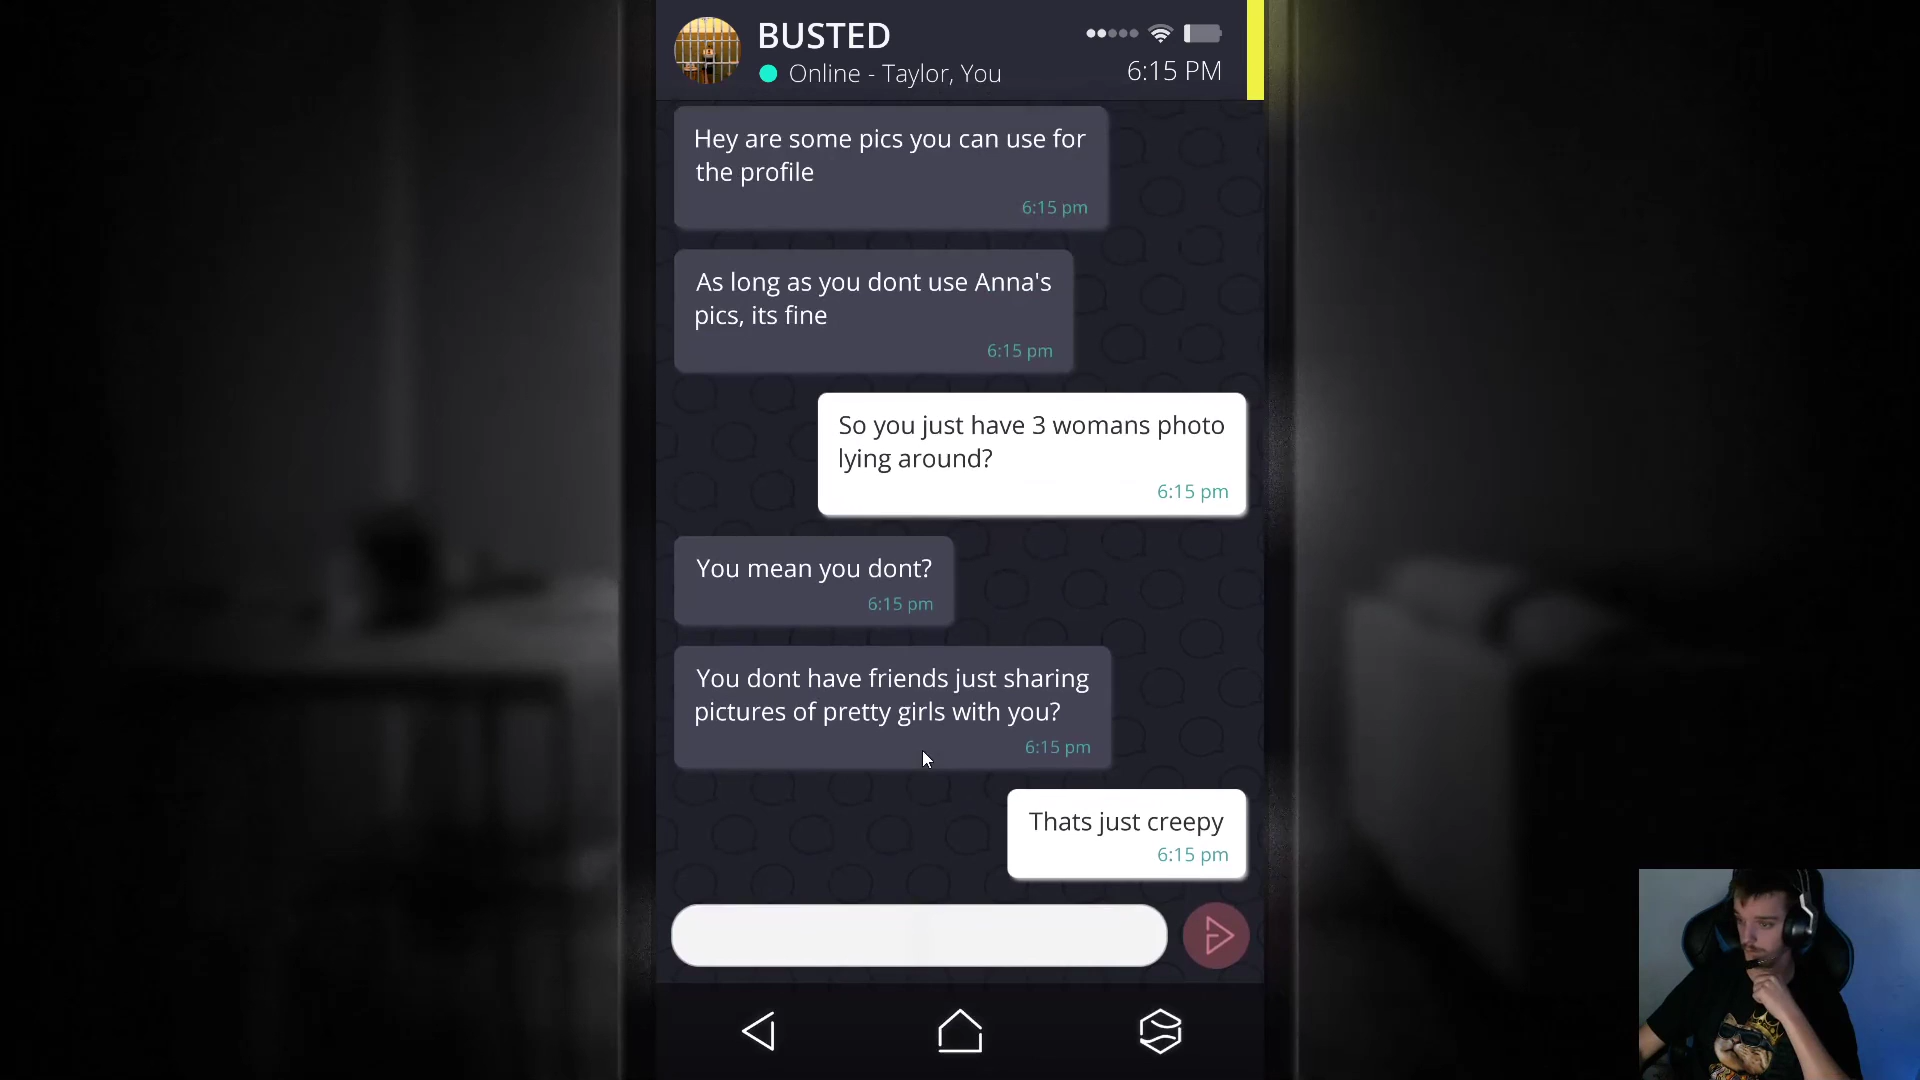 BUSTED
Online - Taylor, You
6:15 PM
Hey are some pics you can use for
the profile
6:15 pm
As long as you dont use Anna's
pics, its fine
6:15 pm
So you just have 3 womans photo
lying around?
6:15 pm
You mean you dont?
6:15 pm
You dont have friends just sharing
pictures of pretty girls with you?
6:15 pm
Thats just creepy
6:15 pm